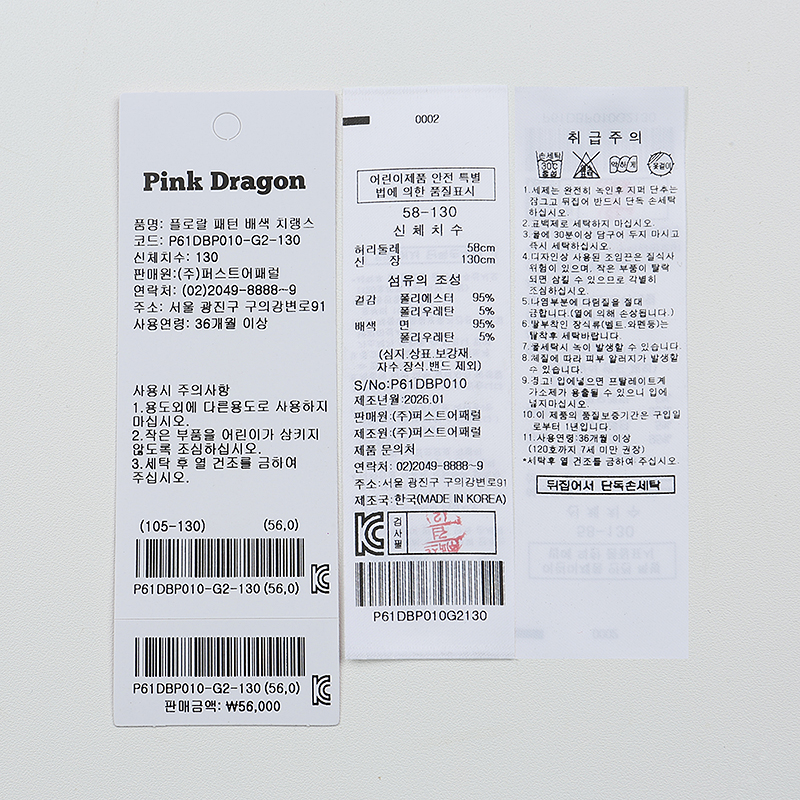 Pink Dragon
품명: 플로랄 패턴 배색 치랭스
코드: P61DBP010-G2-130
신체치수: 130
판매원:(주)퍼스트어패럴
연락처: (02)2049-8888~9
주소: 서울 광진구 구의강변로91
사용연령: 36개월 이상
사용시 주의사항
1.용도외에 다른용도로 사용하지
마십시오.
2.작은 부품을 어린이가 삼키지
않도록 조심하십시오.
3.세탁 후 열 건조를 금하여
주십시오.
(105-130) (56,0)
P61DBP010-G2-130 (56,0)
P61DBP010-G2-130 (56,0)
판매금액: ₩56,000
0002
어린이제품 안전 특별
법에 의한 품질표시
58-130
신체치수
허리둘레 58cm
신 장 130cm
섬유의 조성
겉감 폴리에스터 95%
폴리우레탄 5%
배색 면 95%
폴리우레탄 5%
(심지.상표.보강재.
자수.장식.밴드 제외)
S/No:P61DBP010
제조년월:2026.01
판매원:(주)퍼스트어패럴
제조원:(주)퍼스트어패럴
제품 문의처
연락처: 02)2049-8888~9
주소:서울 광진구 구의강변로91
제조국: 한국(MADE IN KOREA)
검사필
P61DBP010G2130
취급주의
손세탁
30℃
중성
약하게
옷걸이
1.세제는 완전히 녹인후 지퍼 단추는
잠그고 뒤집어 반드시 단독 손세탁
하십시오.
2.표백제로 세탁하지 마십시오.
3.물에 30분이상 담구어 두지 마시고
즉시 세탁하십시오.
4.디자인상 사용된 조임끈은 질식사
위험이 있으며, 작은 부품이 탈락
되면 삼킬 수 있으므로 각별히
조심하십시오.
5.나염부분에 다림질을 절대
금합니다.(열에 의해 손상됩니다.)
6.탈부착인 장식류(벨트.와펜등)는
탈착후 세탁바랍니다.
7.물세탁시 녹이 발생할 수 있습니다.
8.체질에 따라 피부 알러지가 발생할
수 있습니다.
9.경고! 입에넣으면 프탈레이트계
가소제가 용출될 수있으니 입에
넣지마십시오.
10.이 제품의 품질보증기간은 구입일
로부터 1년입니다.
11.사용연령:36개월 이상
(120호까지 7세 미만 권장)
*세탁후 열 건조를 금하여 주십시오.
뒤집어서 단독손세탁